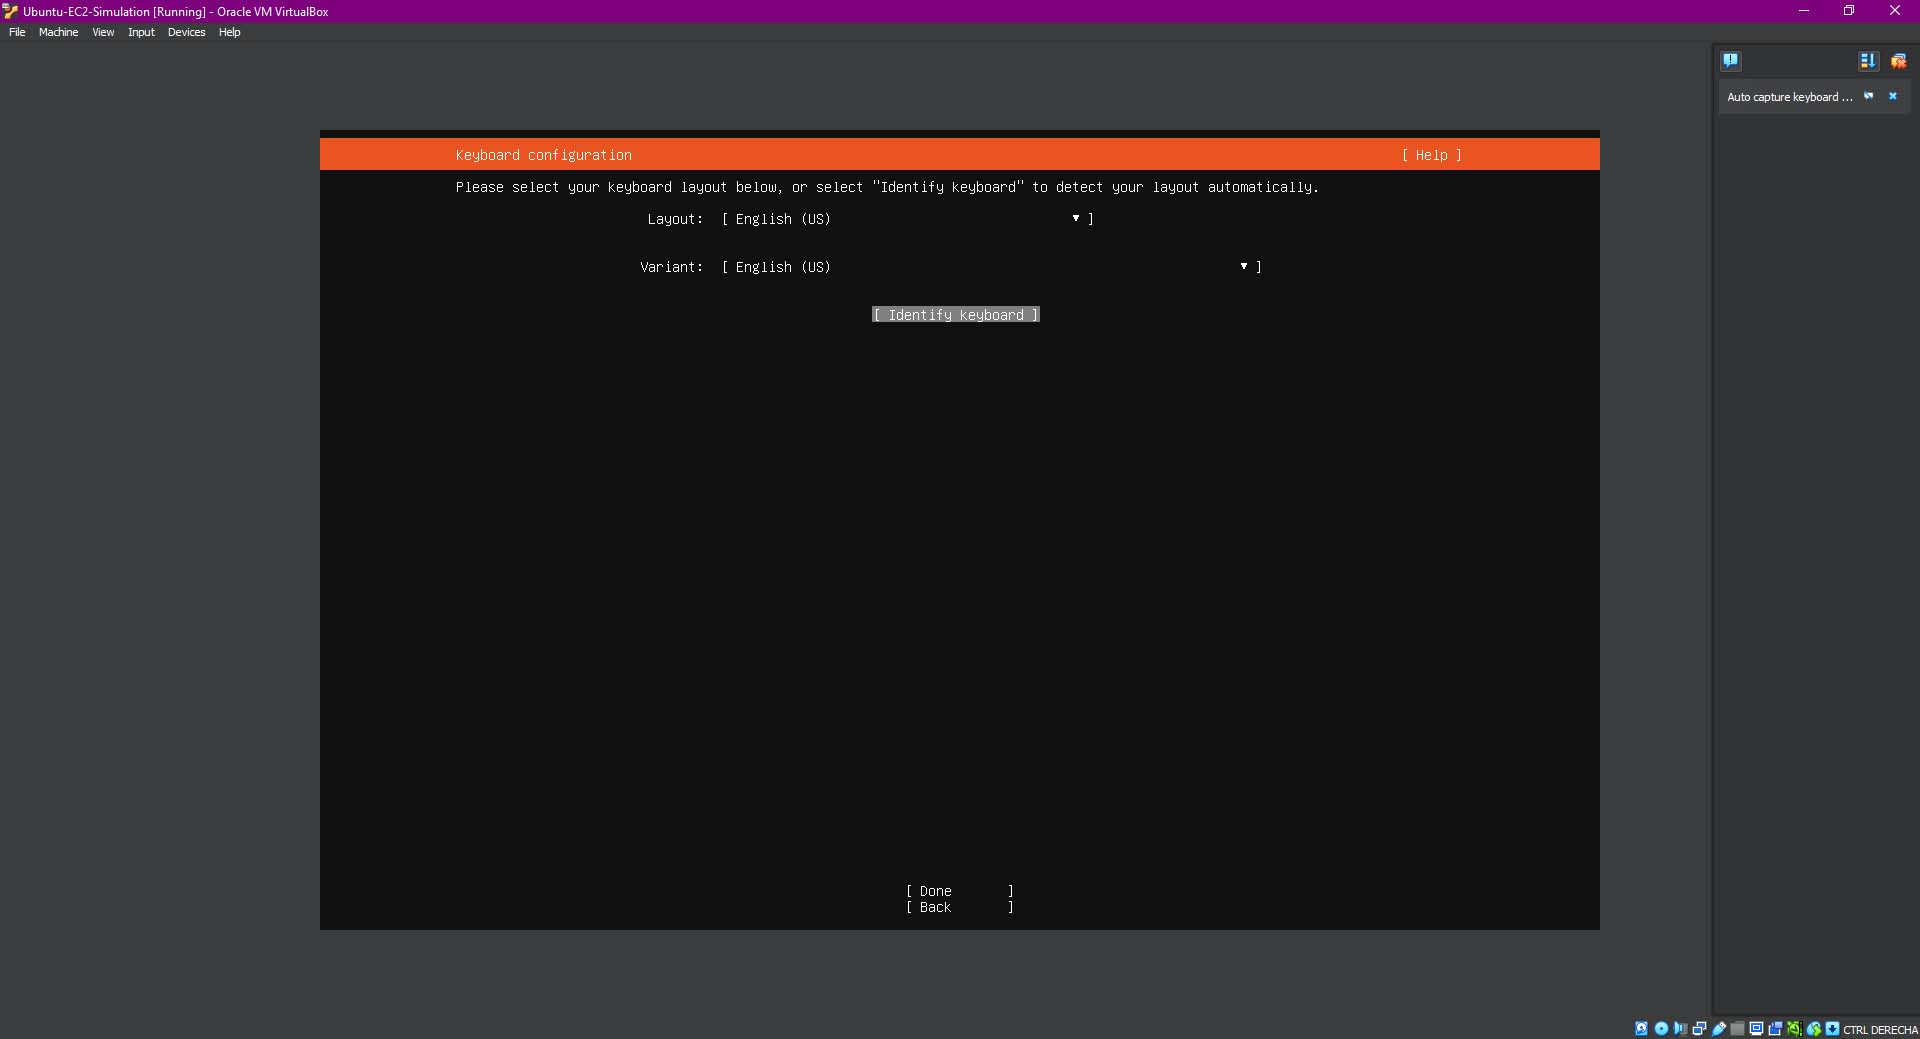 Ubuntu-EC2-Simulation [Running] - Oracle VM VirtualBox
File Machine View Input Devices Help
Auto capture keyboard ...
Keyboard configuration [ Help ]
Please select your keyboard layout below, or select "Identify keyboard" to detect your layout automatically.
Layout: [ English (US) ▾ ]
Variant: [ English (US) ▾ ]
[ Identify keyboard ]
[ Done ]
[ Back ]
CTRL DERECHA